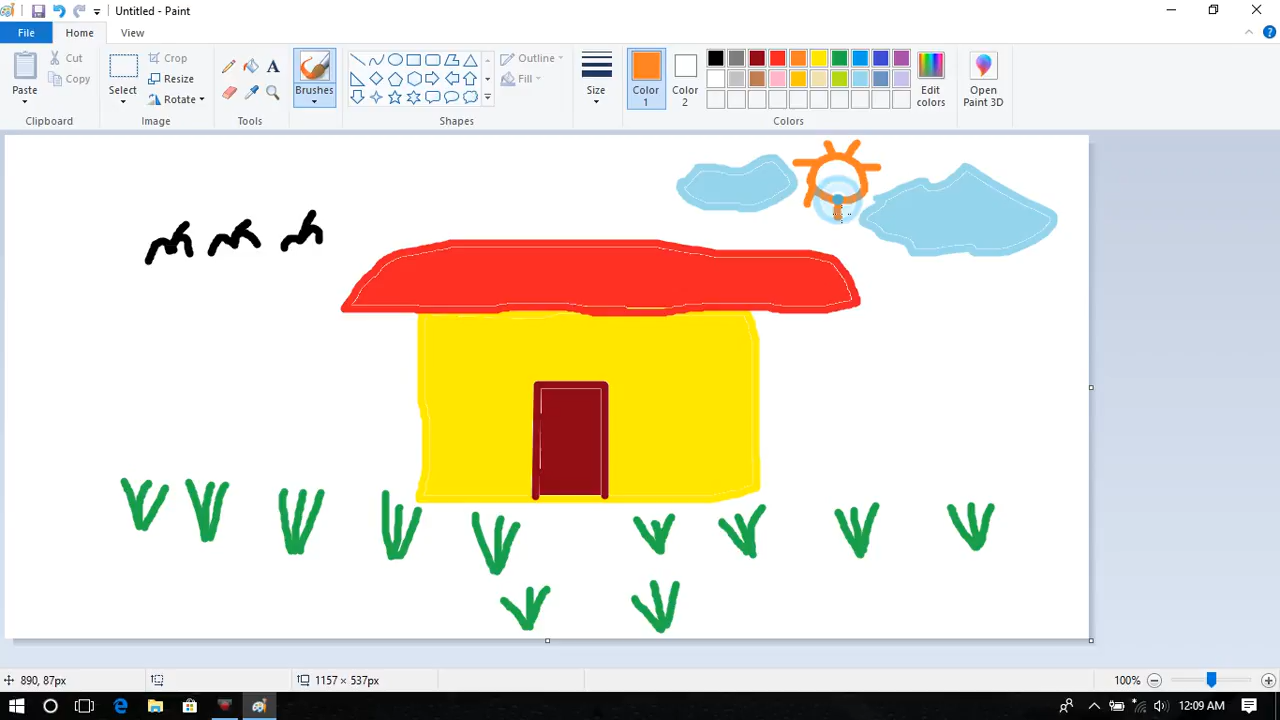 Untitled - Paint
File Home View
Paste
Cut
Copy
Clipboard
Select
Crop
Resize
Rotate
Image
A
Tools
Brushes
Shapes
Outline
Fill
Size
Color 1
Color 2
Edit colors
Colors
Open Paint 3D
890, 87px
1157 × 537px
100%
12:09 AM